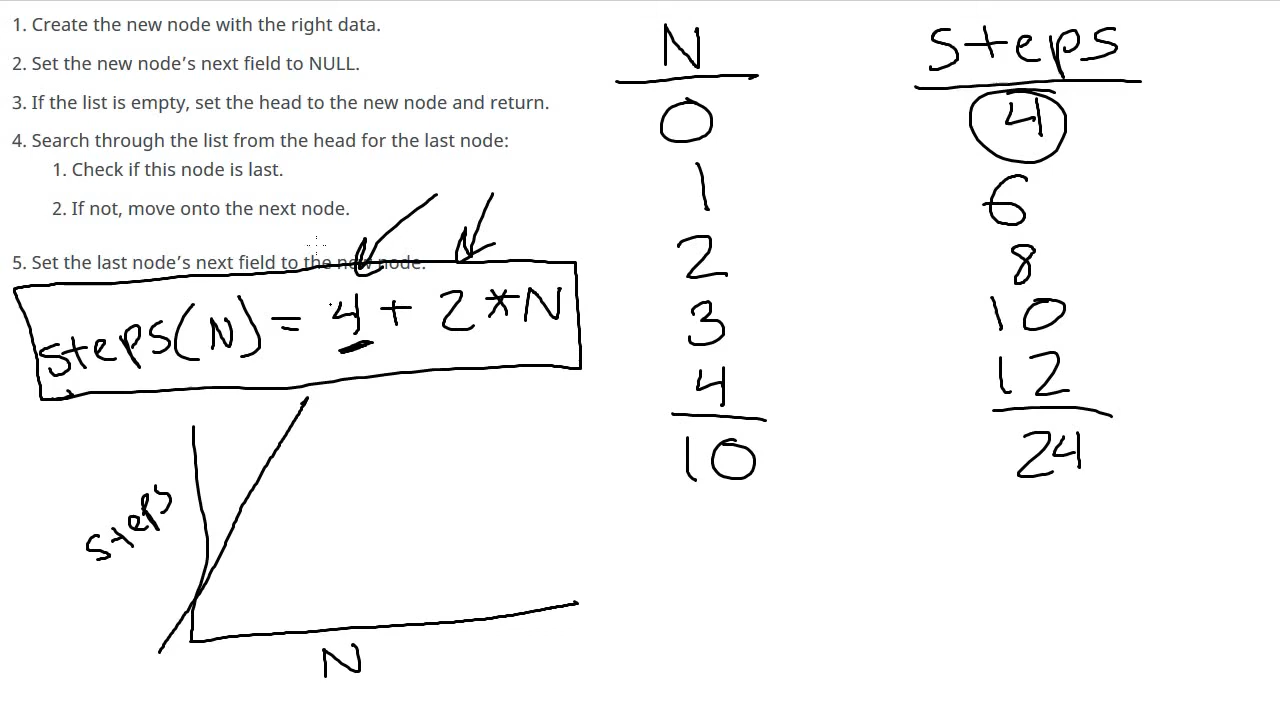 1. Create the new node with the right data.
2. Set the new node’s next field to NULL.
3. If the list is empty, set the head to the new node and return.
4. Search through the list from the head for the last node:
1. Check if this node is last.
2. If not, move onto the next node.
5. Set the last node’s next field to the new node.
steps(N) = 4 + 2 * N
steps
N
N steps
0 4
1 6
2 8
3 10
4 12
10 24